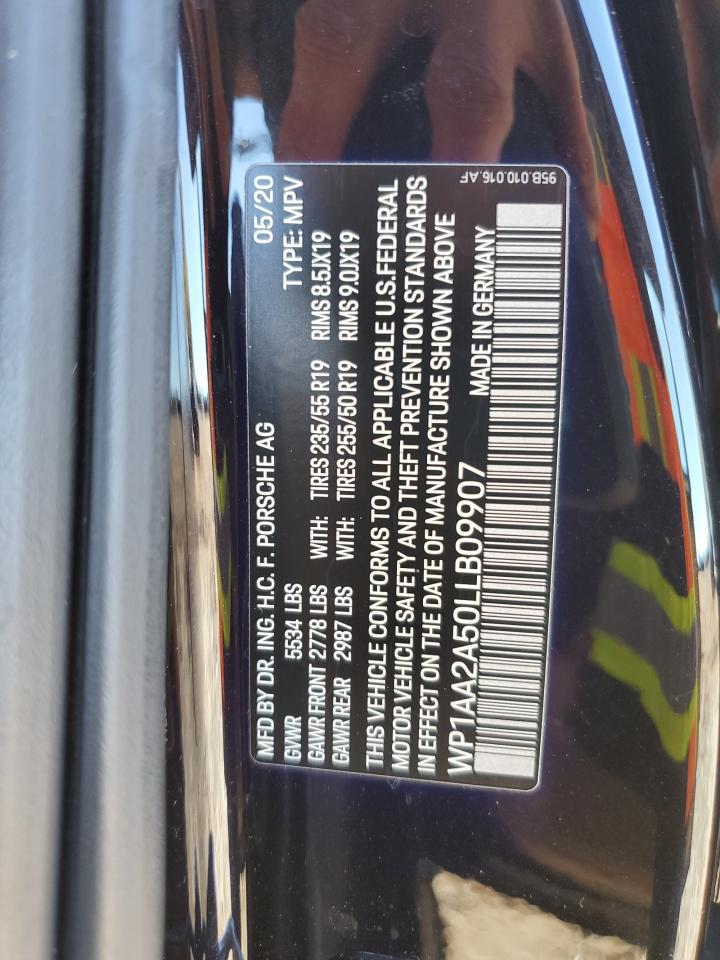 MFD BY DR. ING. H.C. F. PORSCHE AG 05/20
GVWR 5534 LBS TYPE: MPV
GAWR FRONT 2778 LBS WITH: TIRES 235/55 R19 RIMS 8.5JX19
GAWR REAR 2987 LBS WITH: TIRES 255/50 R19 RIMS 9.0JX19
THIS VEHICLE CONFORMS TO ALL APPLICABLE U.S.FEDERAL
MOTOR VEHICLE SAFETY AND THEFT PREVENTION STANDARDS
IN EFFECT ON THE DATE OF MANUFACTURE SHOWN ABOVE
WP1AA2A50LLB09907 MADE IN GERMANY
95B.010.016.AF